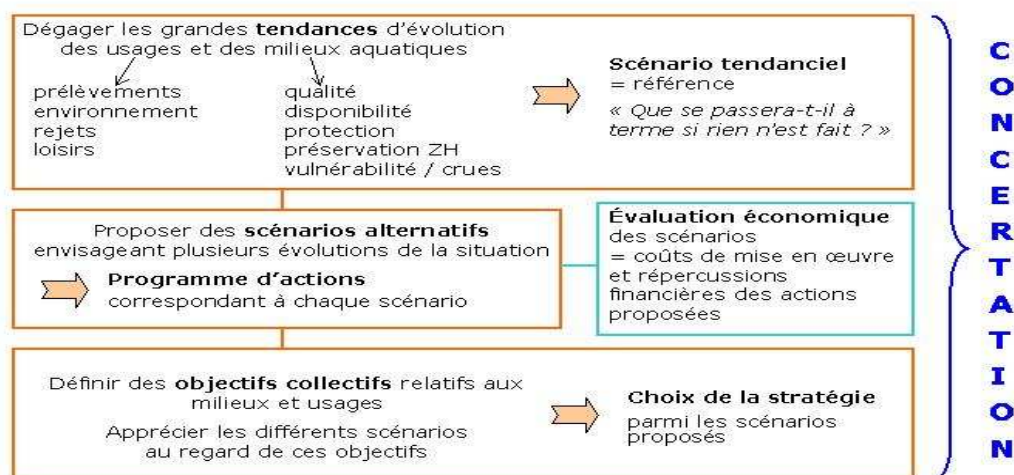 Dégager les grandes tendances d'évolution
des usages et des milieux aquatiques
prélèvements
environnement
rejets
loisirs
qualité
disponibilité
protection
préservation ZH
vulnérabilité / crues
Scénario tendanciel
= référence
« Que se passera-t-il à
terme si rien n'est fait ? »
Proposer des scénarios alternatifs
envisageant plusieurs évolutions de la situation
Programme d'actions
correspondant à chaque scénario
Évaluation économique
des scénarios
= coûts de mise en œuvre
et répercussions
financières des actions
proposées
Définir des objectifs collectifs relatifs aux
milieux et usages
Apprécier les différents scénarios
au regard de ces objectifs
Choix de la stratégie
parmi les scénarios
proposés
CONCERTATION